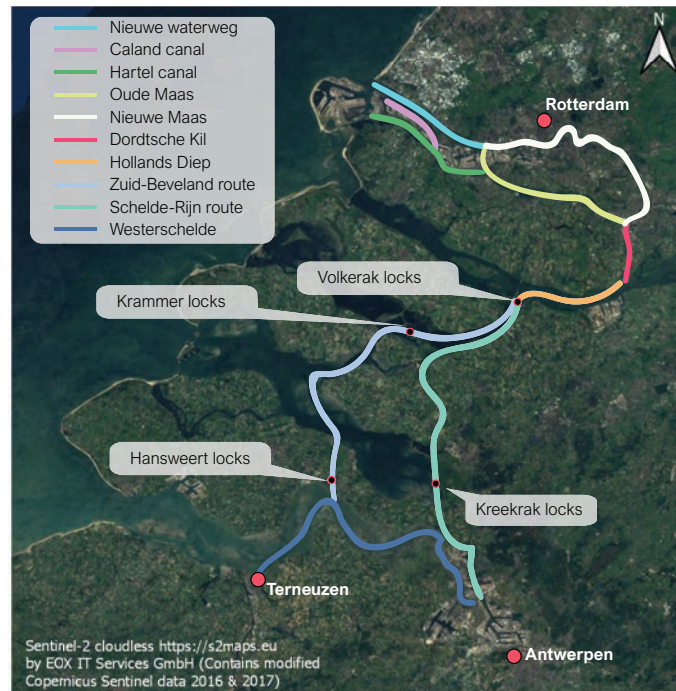 Nieuwe waterweg
Caland canal
Hartel canal
Oude Maas
Nieuwe Maas
Dordtsche Kil
Hollands Diep
Zuid-Beveland route
Schelde-Rijn route
Westerschelde
N
Rotterdam
Volkerak locks
Krammer locks
Hansweert locks
Kreekrak locks
Terneuzen
Antwerpen
Sentinel-2 cloudless https://s2maps.eu
by EOX IT Services GmbH (Contains modified
Copernicus Sentinel data 2016 & 2017)